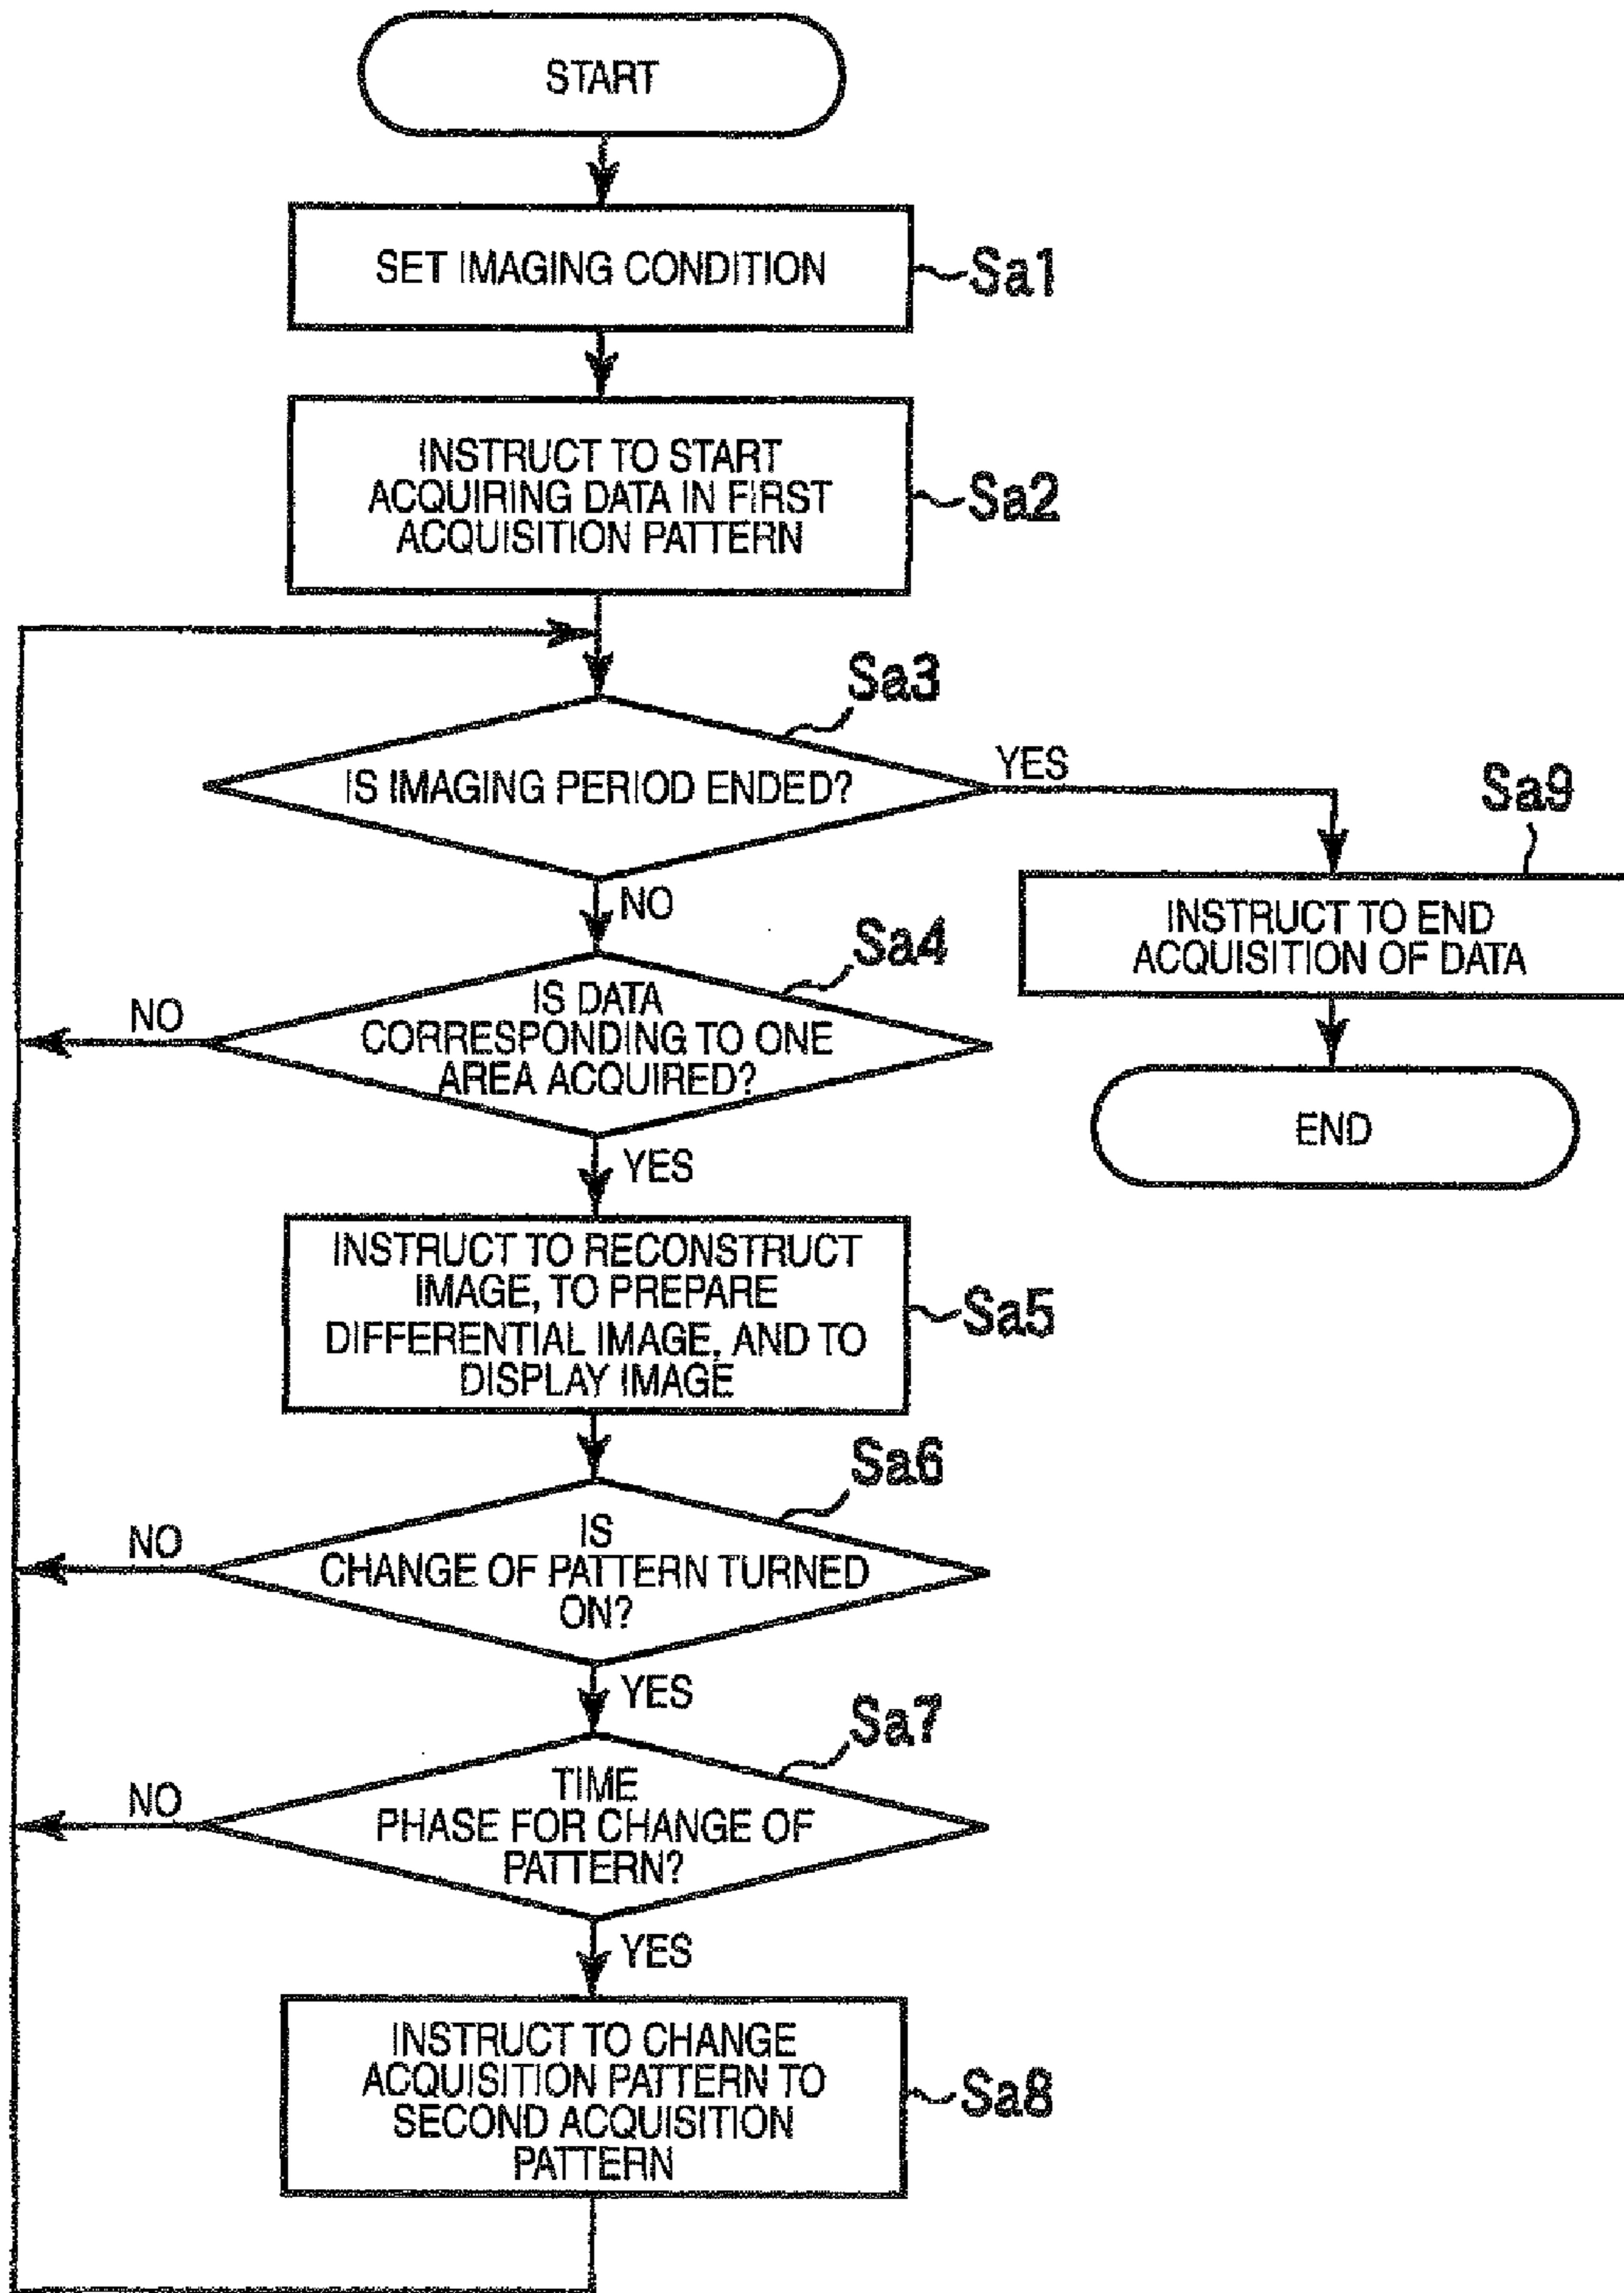 START
SET IMAGING CONDITION
Sa1
INSTRUCT TO START
ACQUIRING DATA IN FIRST
ACQUISITION PATTERN
Sa2
Sa3
IS IMAGING PERIOD ENDED?
YES
NO
Sa9
INSTRUCT TO END
ACQUISITION OF DATA
END
Sa4
IS DATA
CORRESPONDING TO ONE
AREA ACQUIRED?
NO
YES
INSTRUCT TO RECONSTRUCT
IMAGE, TO PREPARE
DIFFERENTIAL IMAGE, AND TO
DISPLAY IMAGE
Sa5
Sa6
IS
CHANGE OF PATTERN TURNED
ON?
NO
YES
Sa7
TIME
PHASE FOR CHANGE OF
PATTERN?
NO
YES
INSTRUCT TO CHANGE
ACQUISITION PATTERN TO
SECOND ACQUISITION
PATTERN
Sa8